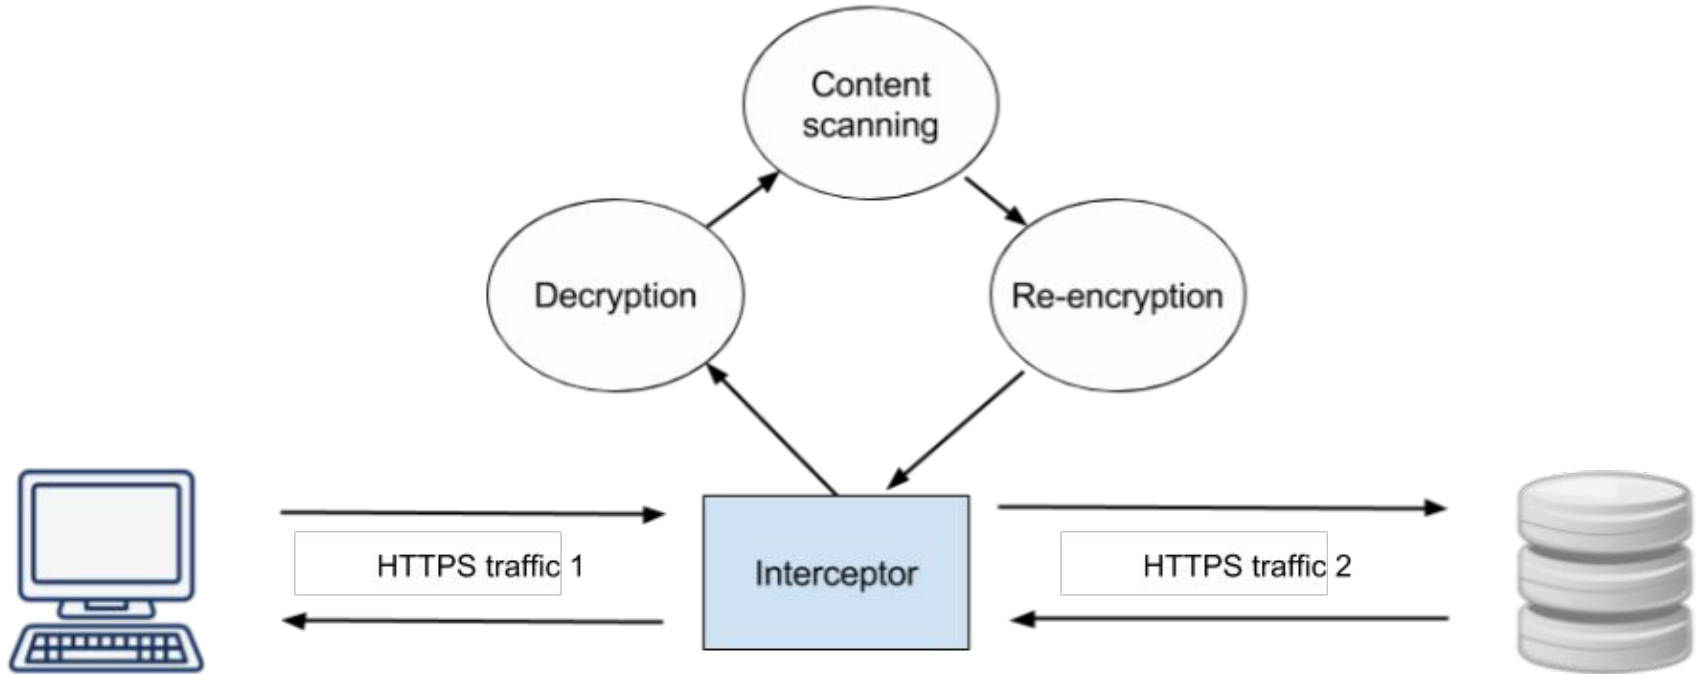 Content
scanning
Decryption
Re-encryption
HTTPS traffic 1
Interceptor
HTTPS traffic 2